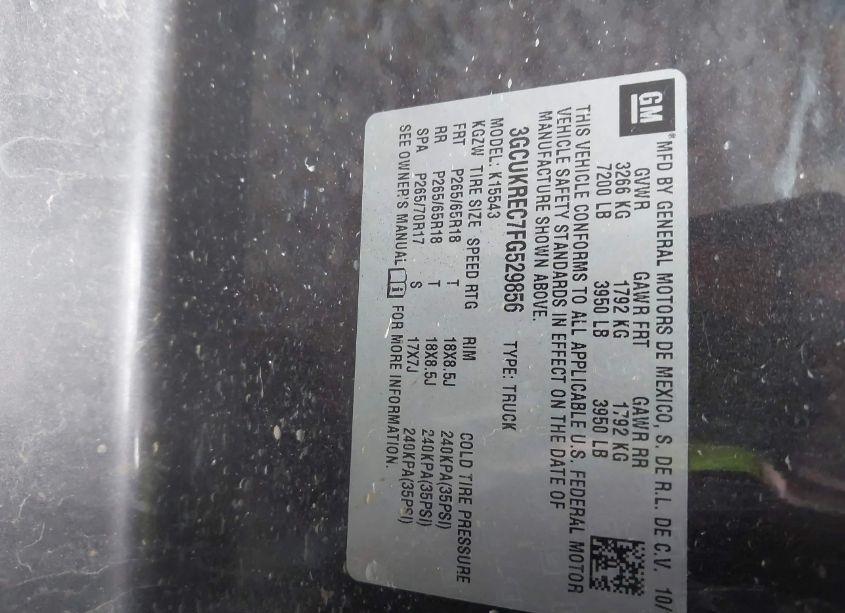 GM
® MFD BY GENERAL MOTORS DE MEXICO, S. DE R.L. DE C.V. 10/
GVWR GAWR FRT GAWR RR
3266 KG 1792 KG 1792 KG
7200 LB 3950 LB 3950 LB
THIS VEHICLE CONFORMS TO ALL APPLICABLE U.S. FEDERAL MOTOR
VEHICLE SAFETY STANDARDS IN EFFECT ON THE DATE OF
MANUFACTURE SHOWN ABOVE.
3GCUKREC7FG529856 TYPE: TRUCK
MODEL: K15543
KGZW TIRE SIZE SPEED RTG RIM COLD TIRE PRESSURE
FRT P265/65R18 T 18X8.5J 240KPA(35PSI)
RR P265/65R18 T 18X8.5J 240KPA(35PSI)
SPA P265/70R17 S 17X7J 240KPA(35PSI)
SEE OWNER'S MANUAL i FOR MORE INFORMATION.